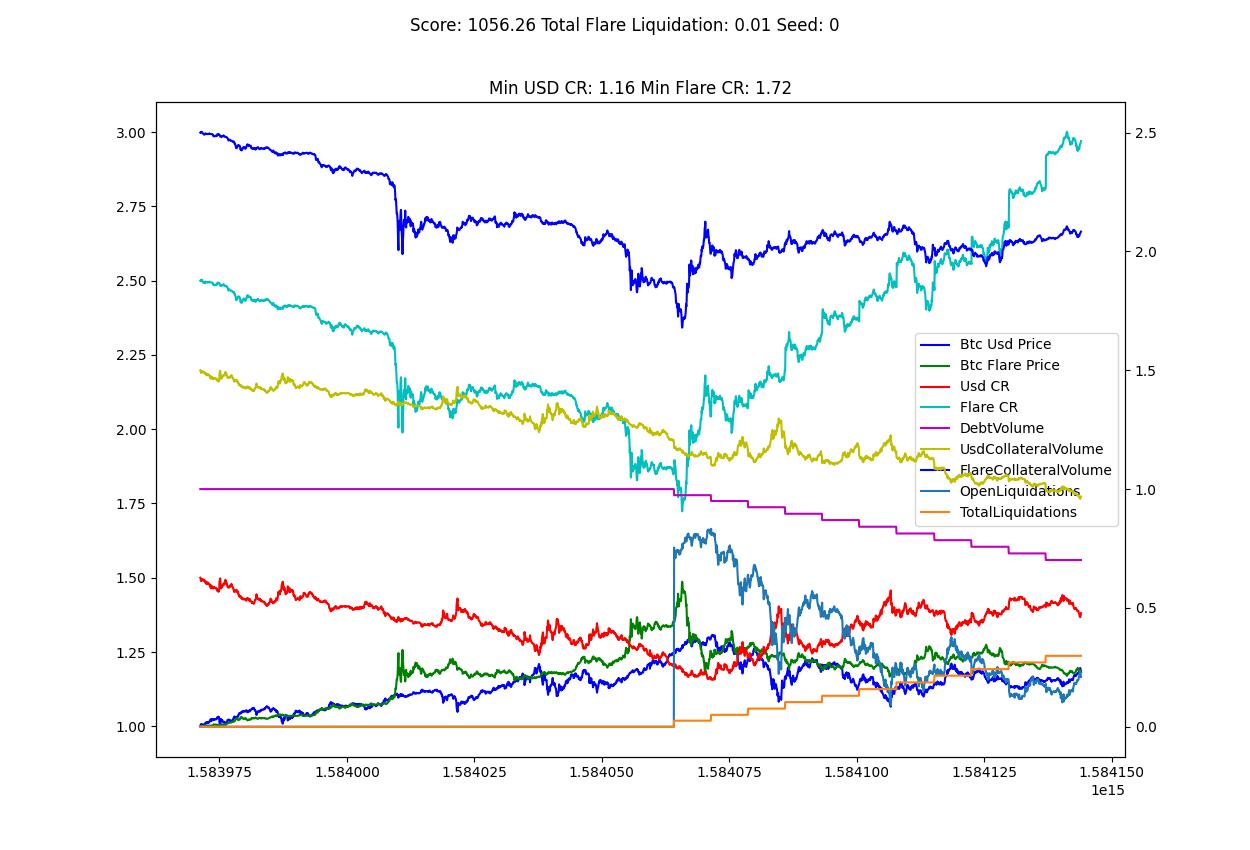 Score: 1056.26 Total Flare Liquidation: 0.01 Seed: 0
Min USD CR: 1.16 Min Flare CR: 1.72
3.00
2.75
2.50
2.25
2.00
1.75
1.50
1.25
1.00
2.5
2.0
1.5
1.0
0.5
0.0
Btc Usd Price
Btc Flare Price
Usd CR
Flare CR
DebtVolume
UsdCollateralVolume
FlareCollateralVolume
OpenLiquidations
TotalLiquidations
1.583975 1.584000 1.584025 1.584050 1.584075 1.584100 1.584125 1.584150
1e15